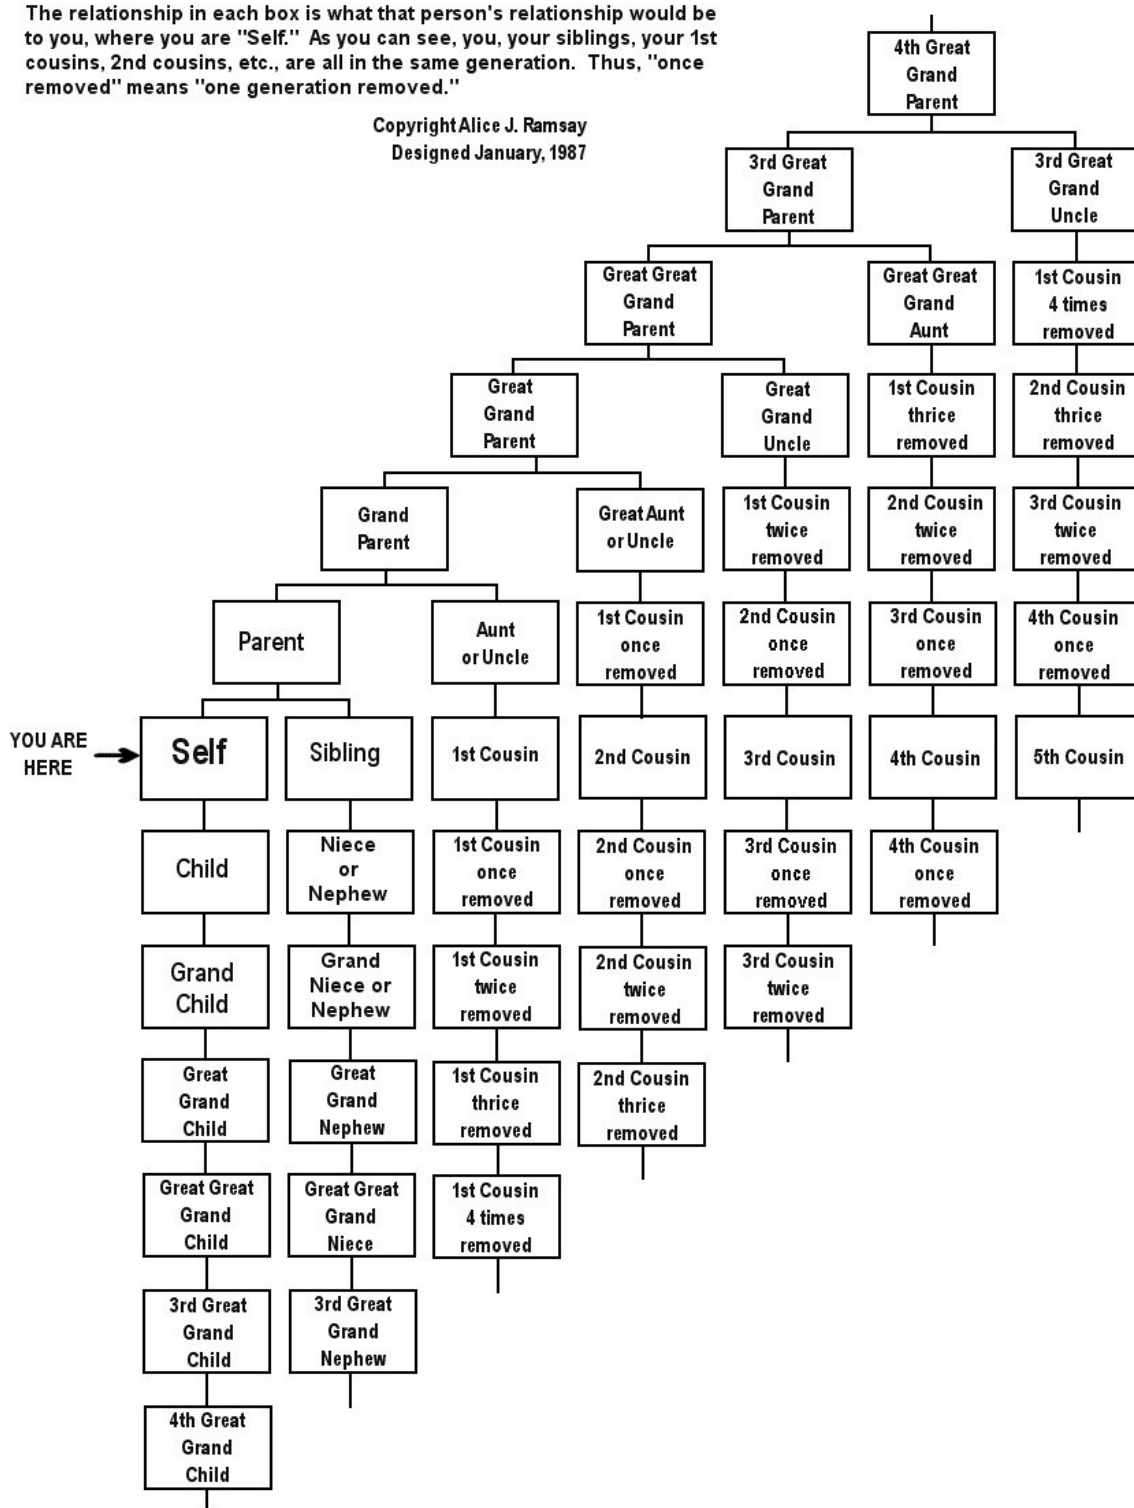 The relationship in each box is what that person's relationship would be
to you, where you are "Self." As you can see, you, your siblings, your 1st
cousins, 2nd cousins, etc., are all in the same generation. Thus, "once
removed" means "one generation removed."
Copyright Alice J. Ramsay
Designed January, 1987
4th Great
Grand
Parent
3rd Great
Grand
Parent
3rd Great
Grand
Uncle
Great Great
Grand
Parent
Great Great
Grand
Aunt
1st Cousin
4 times
removed
Great
Grand
Parent
Great
Grand
Uncle
1st Cousin
thrice
removed
2nd Cousin
thrice
removed
Grand
Parent
Great Aunt
or Uncle
1st Cousin
twice
removed
2nd Cousin
twice
removed
3rd Cousin
twice
removed
Parent
Aunt
or Uncle
1st Cousin
once
removed
2nd Cousin
once
removed
3rd Cousin
once
removed
4th Cousin
once
removed
YOU ARE
HERE
Self
Sibling
1st Cousin
2nd Cousin
3rd Cousin
4th Cousin
5th Cousin
Child
Niece
or
Nephew
1st Cousin
once
removed
2nd Cousin
once
removed
3rd Cousin
once
removed
4th Cousin
once
removed
Grand
Child
Grand
Niece or
Nephew
1st Cousin
twice
removed
2nd Cousin
twice
removed
3rd Cousin
twice
removed
Great
Grand
Child
Great
Grand
Nephew
1st Cousin
thrice
removed
2nd Cousin
thrice
removed
Great Great
Grand
Child
Great Great
Grand
Niece
1st Cousin
4 times
removed
3rd Great
Grand
Child
3rd Great
Grand
Nephew
4th Great
Grand
Child